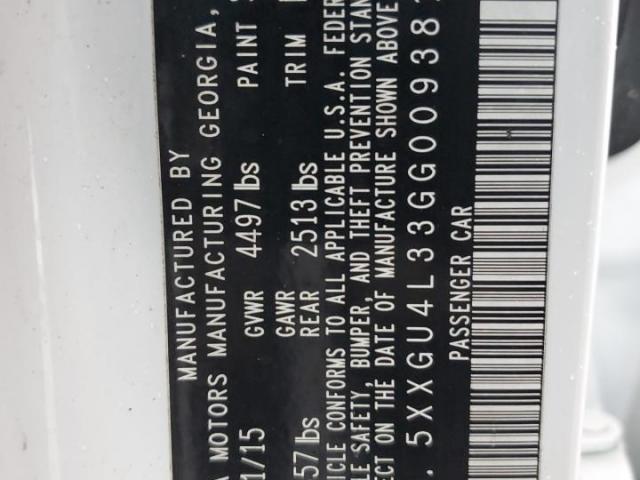 MANUFACTURED BY
A MOTORS MANUFACTURING GEORGIA,
1/15 GVWR 4497 lbs PAINT
GAWR TRIM
57 lbs REAR 2513 lbs
ICLE CONFORMS TO ALL APPLICABLE U.S.A. FEDER
LE SAFETY, BUMPER, AND THEFT PREVENTION STAN
ECT ON THE DATE OF MANUFACTURE SHOWN ABOVE
. 5XXGU4L33GG00938
PASSENGER CAR